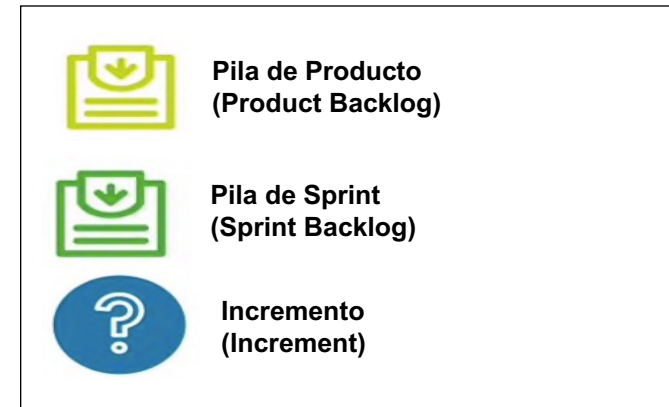 Pila de Producto
(Product Backlog)
Pila de Sprint
(Sprint Backlog)
Incremento
(Increment)